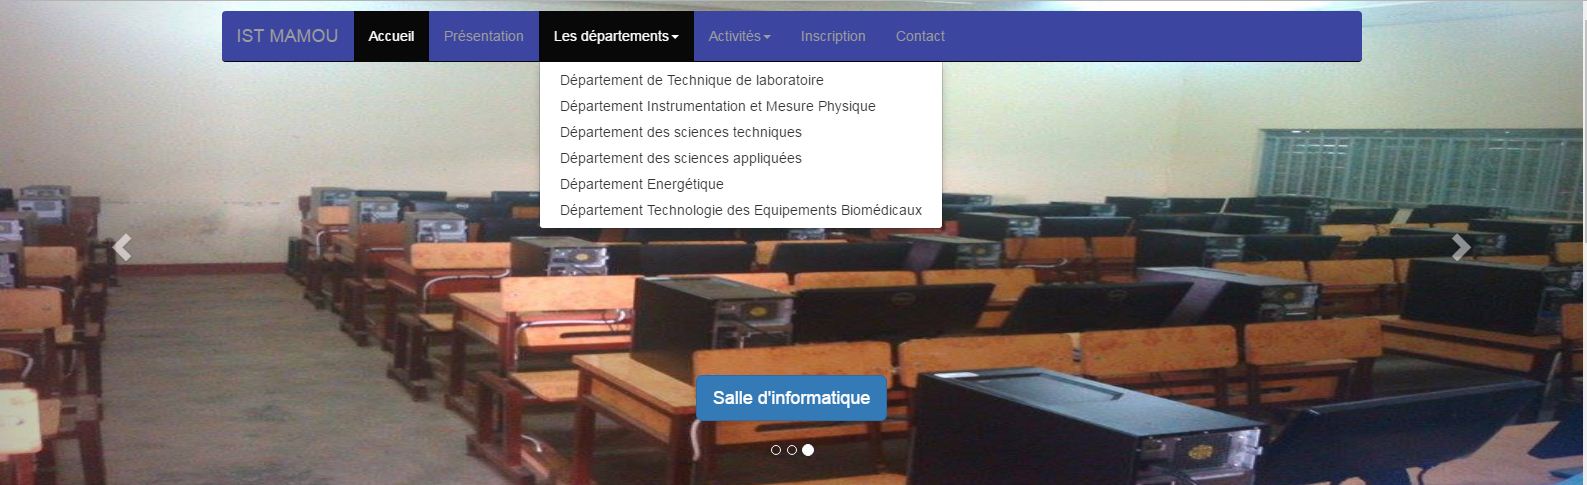 IST MAMOU Accueil Présentation Les départements Activités Inscription Contact
Département de Technique de laboratoire
Département Instrumentation et Mesure Physique
Département des sciences techniques
Département des sciences appliquées
Département Energétique
Département Technologie des Equipements Biomédicaux
Salle d'informatique